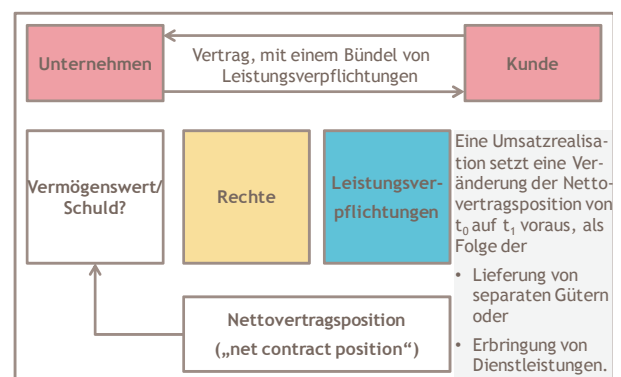 Unternehmen
Vertrag, mit einem Bündel von
Leistungsverpflichtungen
Kunde
Vermögenswert/
Schuld?
Rechte
Leistungsver-
pflichtungen
Eine Umsatzrealisa-
tion setzt eine Ver-
änderung der Netto-
vertragsposition von
t₀ auf t₁ voraus, als
Folge der
• Lieferung von
separaten Gütern
oder
• Erbringung von
Dienstleistungen.
Nettovertragsposition
(„net contract position“)